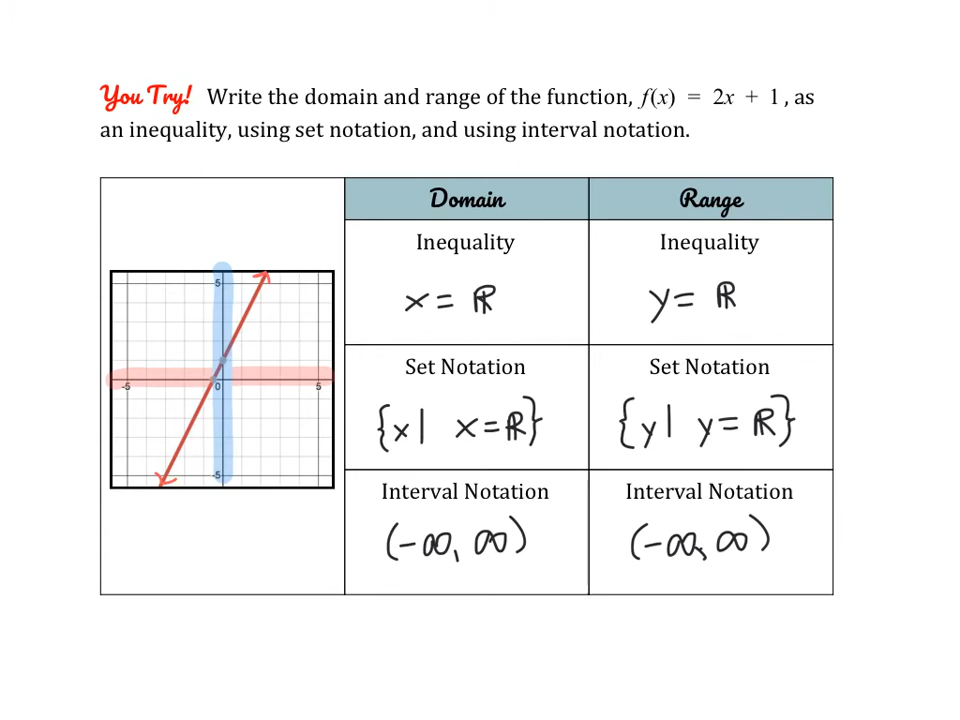 You Try! Write the domain and range of the function, f(x) = 2x + 1, as
an inequality, using set notation, and using interval notation.
Domain Range
Inequality Inequality
x = ℝ y = ℝ
Set Notation Set Notation
{x| x=ℝ} {y| y=ℝ}
Interval Notation Interval Notation
(-∞, ∞) (-∞, ∞)
5
-5 0 5
-5